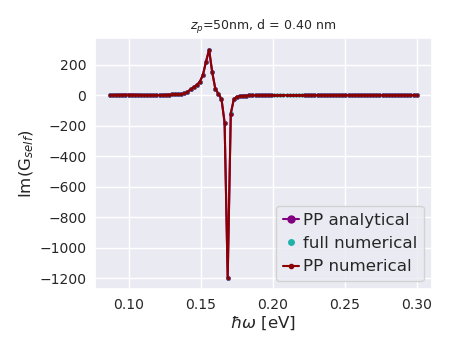 z_p=50nm, d = 0.40 nm
Im(G_self)
200
0
−200
−400
−600
−800
−1000
−1200
PP analytical
full numerical
PP numerical
0.10 0.15 0.20 0.25 0.30
ℏω [eV]